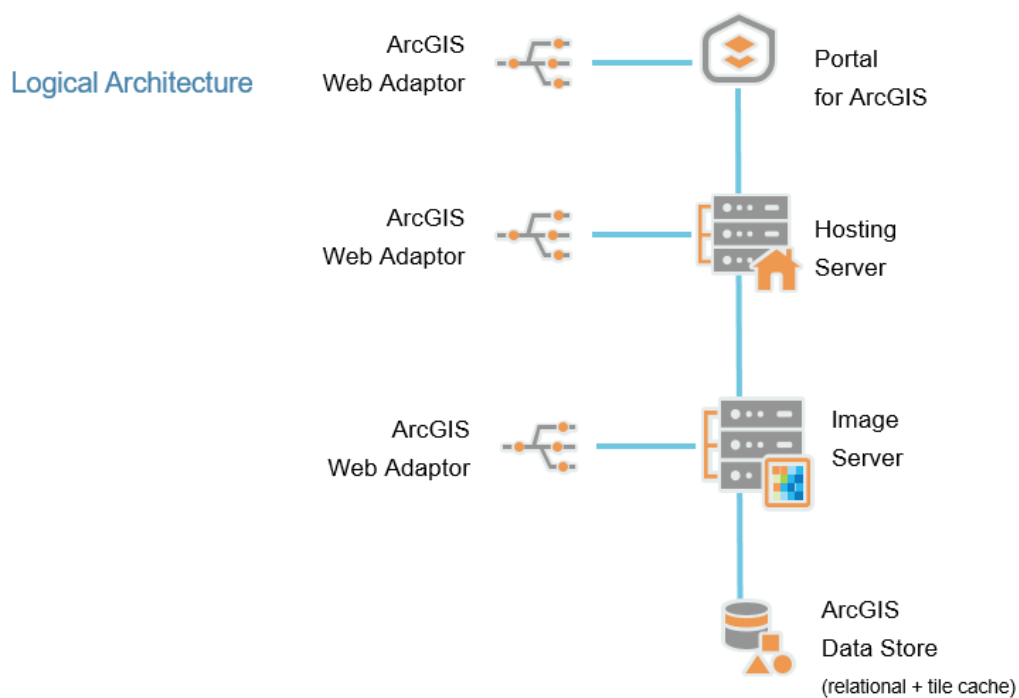 Logical Architecture
ArcGIS
Web Adaptor
Portal
for ArcGIS
ArcGIS
Web Adaptor
Hosting
Server
ArcGIS
Web Adaptor
Image
Server
ArcGIS
Data Store
(relational + tile cache)